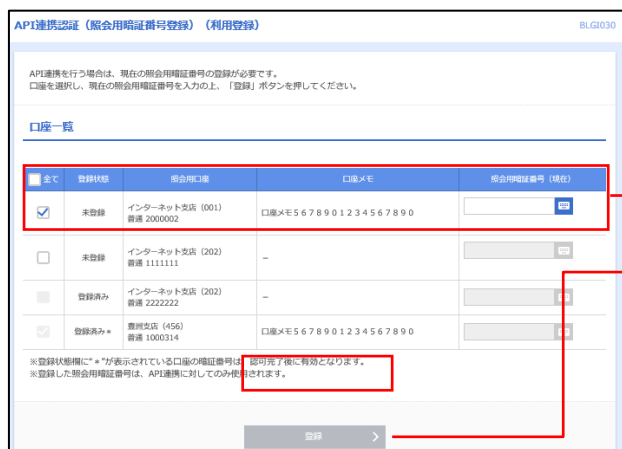 API連携認証（照会用暗証番号登録）（利用登録） BLGI030
API連携を行う場合は、現在の照会用暗証番号の登録が必要です。
口座を選択し、現在の照会用暗証番号を入力の上、「登録」ボタンを押してください。
口座一覧
全て 登録状態 照会用口座 口座メモ 照会用暗証番号（現在）
未登録 インターネット支店（001） 口座メモ５６７８９０１２３４５６７８９０
普通 2000002
未登録 インターネット支店（202） －
普通 1111111
登録済み インターネット支店（202） －
普通 2222222
登録済み＊ 豊洲支店（456） 口座メモ５６７８９０１２３４５６７８９０
普通 1000314
※登録状態欄に"＊"が表示されている口座の暗証番号は、認可完了後に有効となります。
※登録した照会用暗証番号は、API連携に対してのみ使用されます。
登録